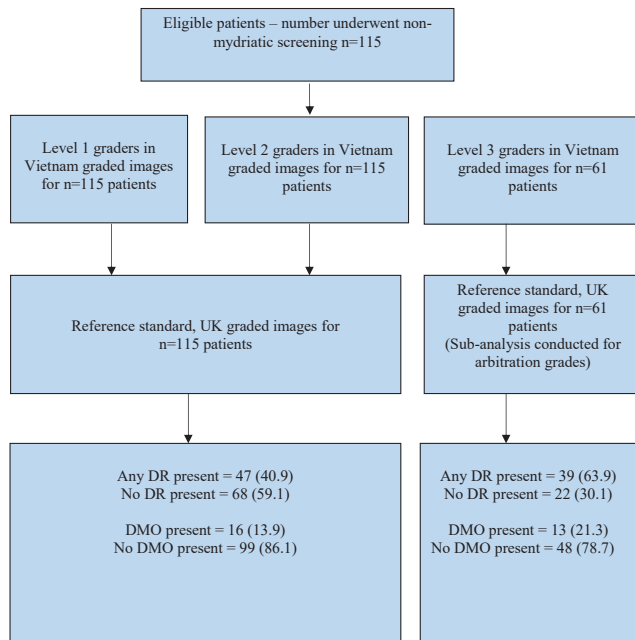 Eligible patients – number underwent non-
mydriatic screening n=115
Level 1 graders in
Vietnam graded images
for n=115 patients
Level 2 graders in Vietnam
graded images for n=115
patients
Level 3 graders in Vietnam
graded images for n=61
patients
Reference standard, UK graded images for
n=115 patients
Reference standard, UK
graded images for n=61
patients
(Sub-analysis conducted for
arbitration grades)
Any DR present = 47 (40.9)
No DR present = 68 (59.1)
DMO present = 16 (13.9)
No DMO present = 99 (86.1)
Any DR present = 39 (63.9)
No DR present = 22 (30.1)
DMO present = 13 (21.3)
No DMO present = 48 (78.7)